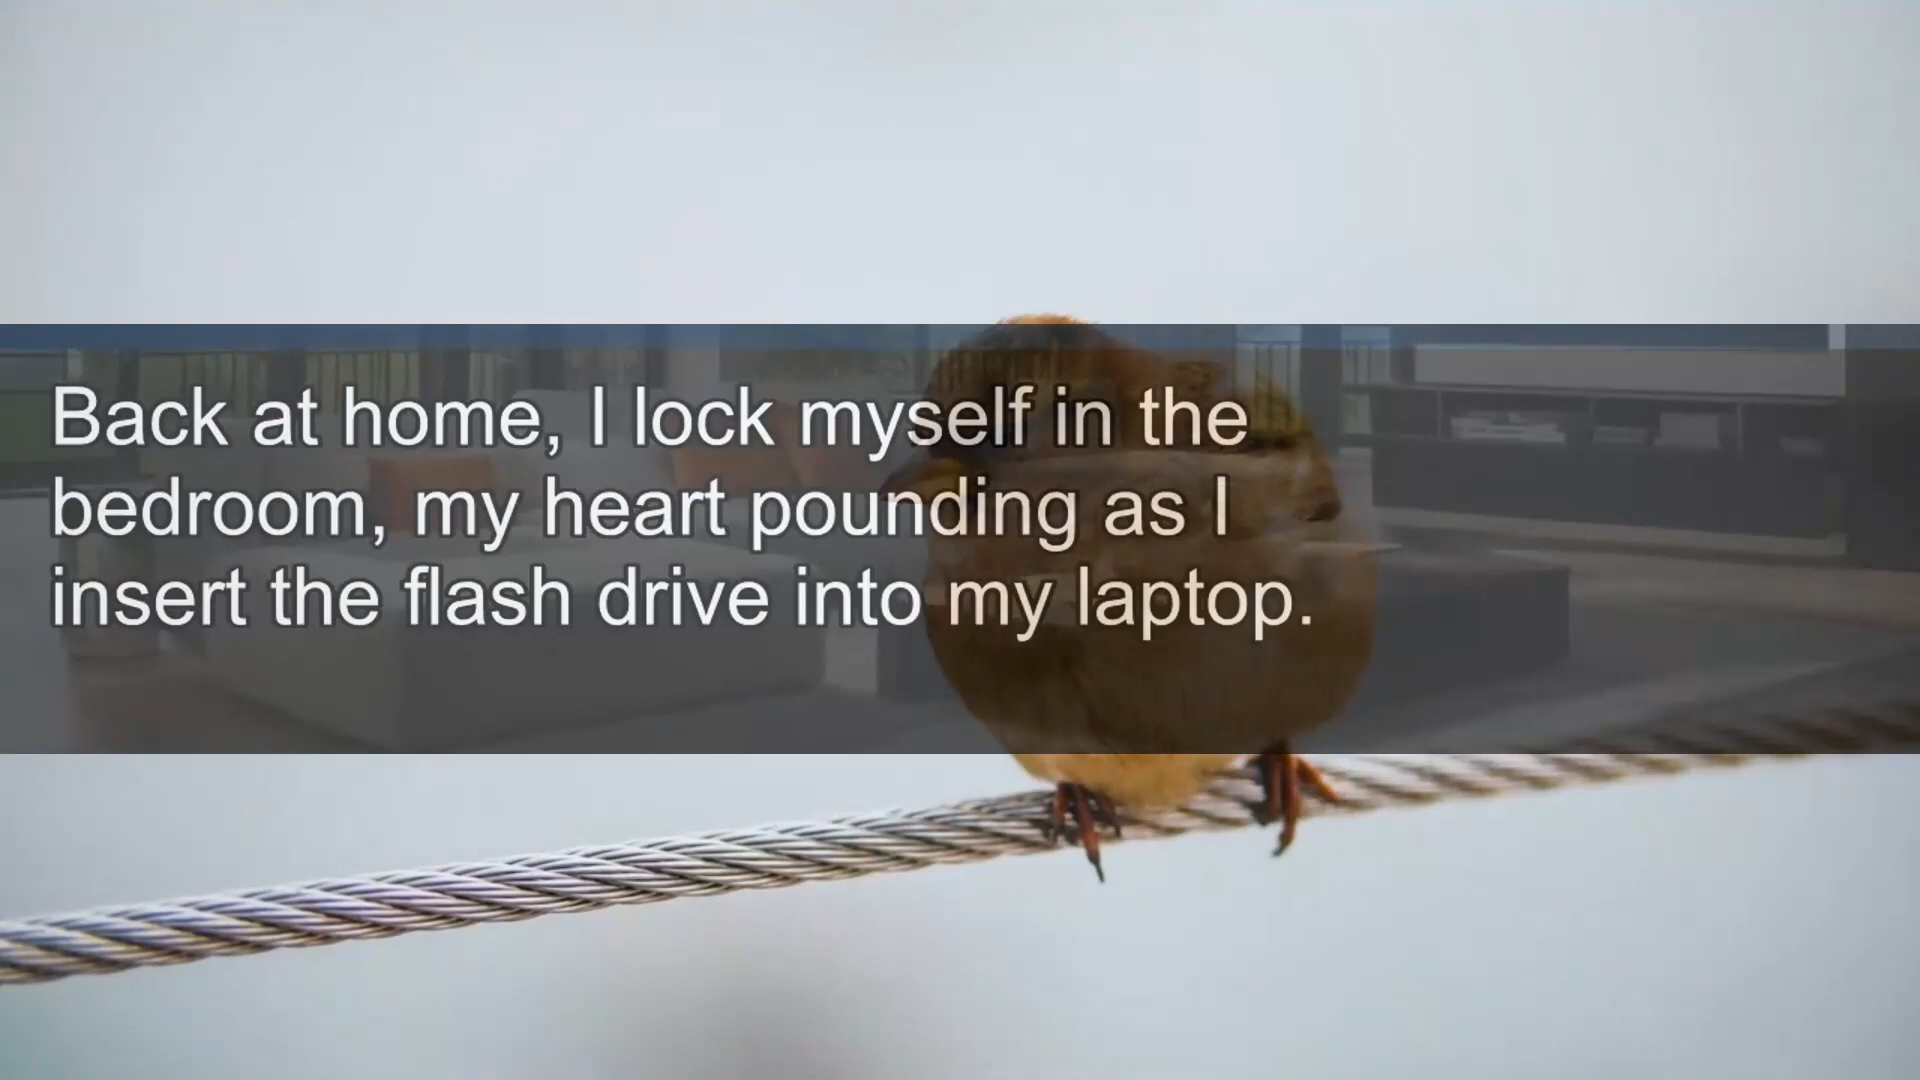 Back at home, I lock myself in the
bedroom, my heart pounding as I
insert the flash drive into my laptop.